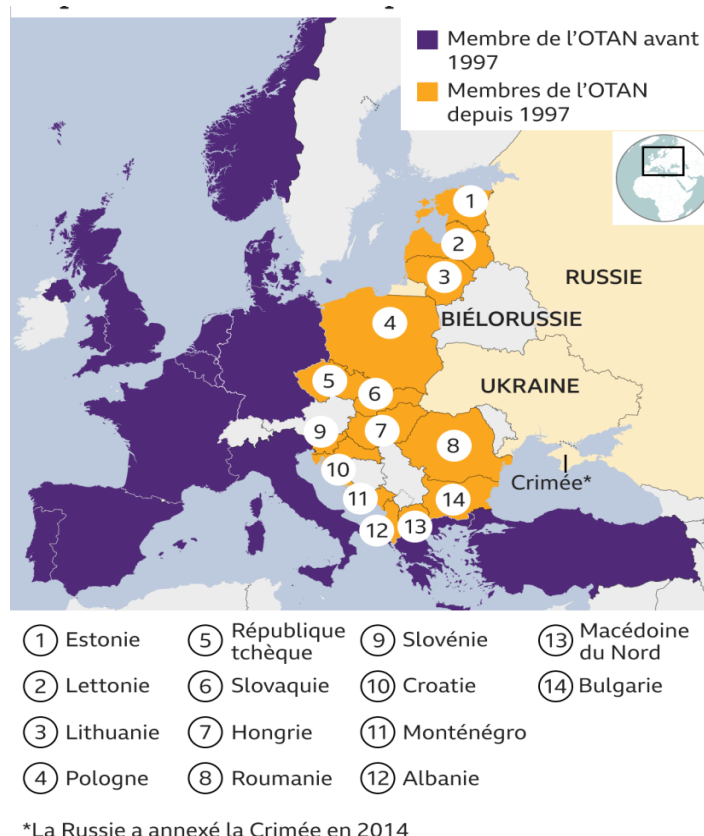 Membre de l'OTAN avant
1997
Membres de l'OTAN
depuis 1997
1
2
3
4
5
6
7
8
9
10
11
12
13
14
RUSSIE
BIÉLORUSSIE
UKRAINE
Crimée*
1 Estonie
2 Lettonie
3 Lithuanie
4 Pologne
5 République
tchèque
6 Slovaquie
7 Hongrie
8 Roumanie
9 Slovénie
10 Croatie
11 Monténégro
12 Albanie
13 Macédoine
du Nord
14 Bulgarie
*La Russie a annexé la Crimée en 2014